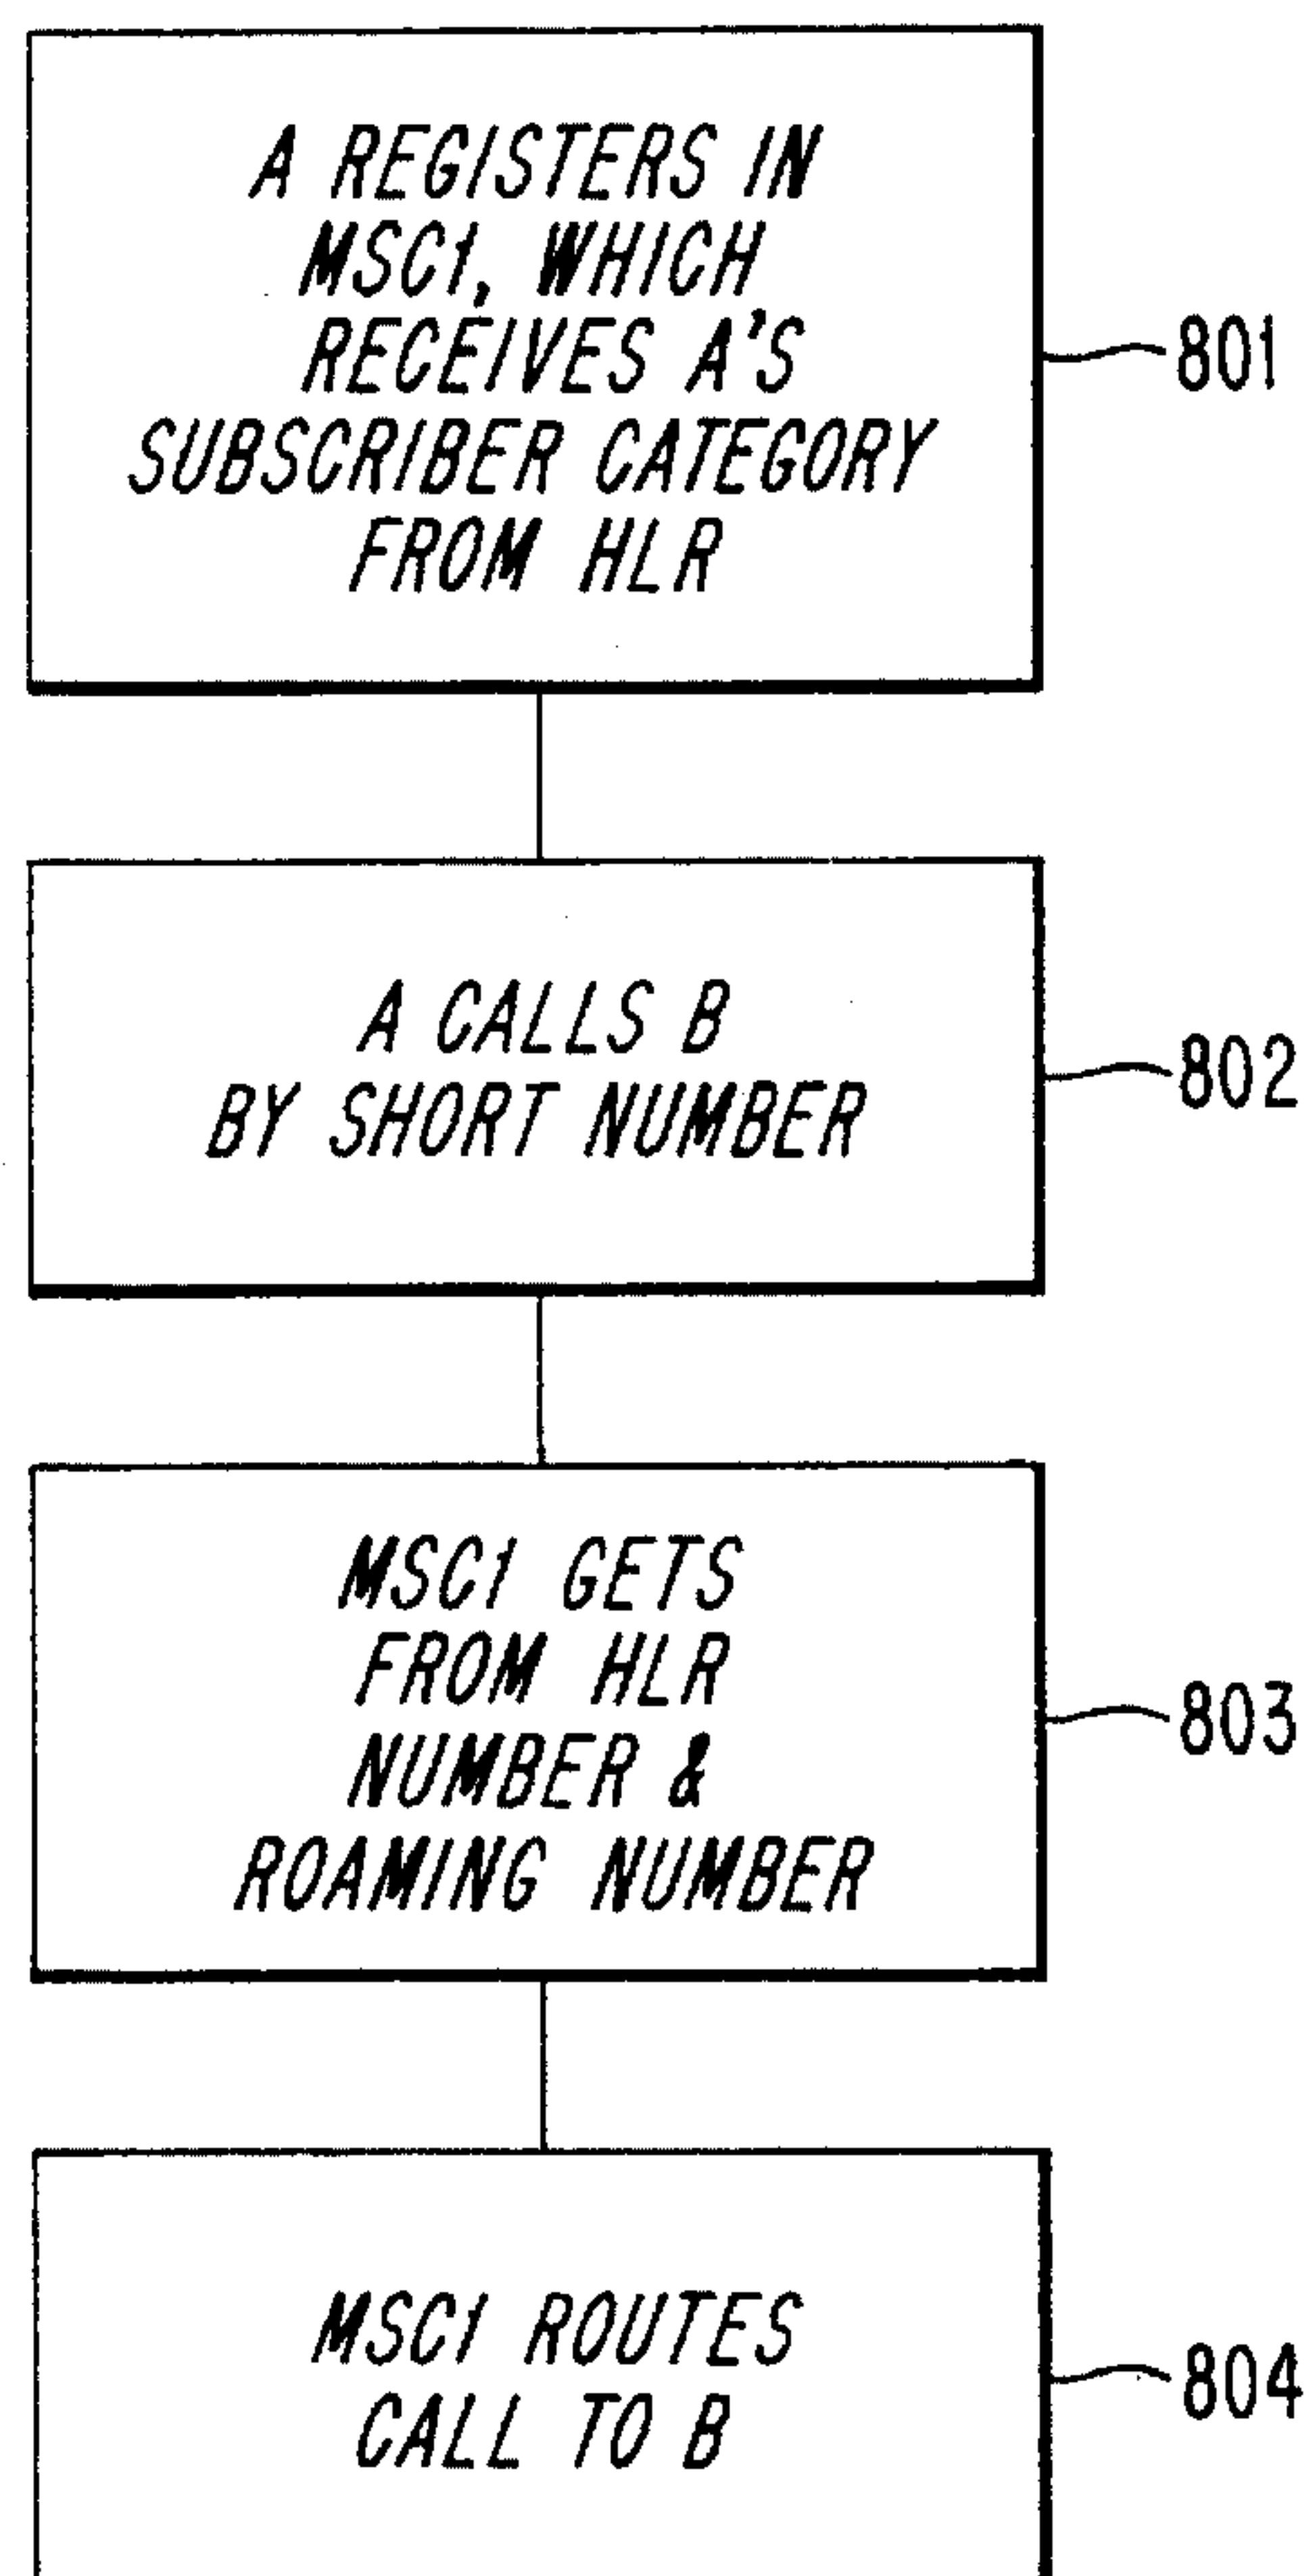 A REGISTERS IN
MSC1, WHICH
RECEIVES A'S
SUBSCRIBER CATEGORY
FROM HLR
801
A CALLS B
BY SHORT NUMBER
802
MSC1 GETS
FROM HLR
NUMBER &
ROAMING NUMBER
803
MSC1 ROUTES
CALL TO B
804